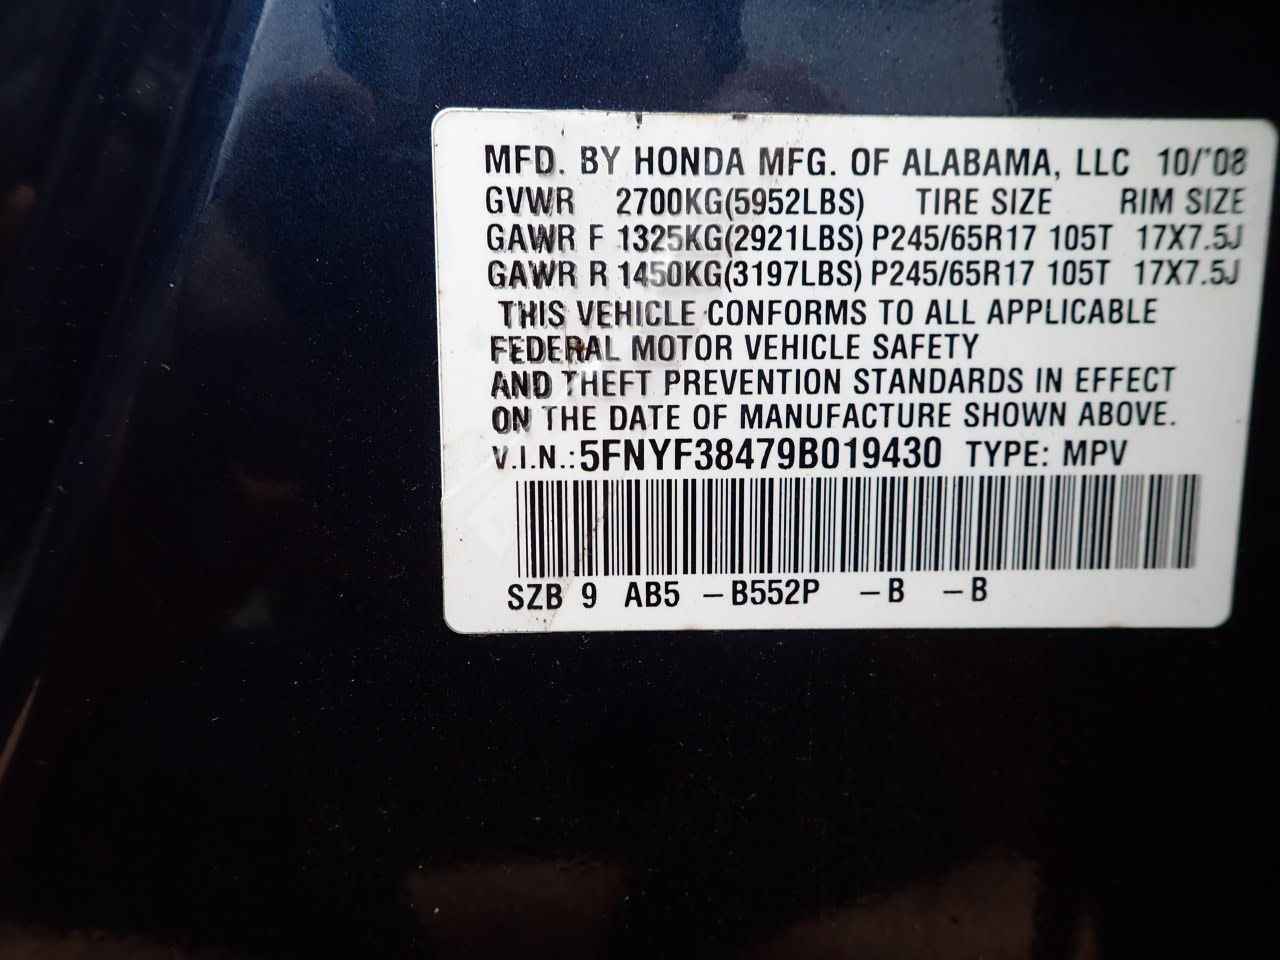 MFD. BY HONDA MFG. OF ALABAMA, LLC 10/'08
GVWR 2700KG(5952LBS) TIRE SIZE RIM SIZE
GAWR F 1325KG(2921LBS) P245/65R17 105T 17X7.5J
GAWR R 1450KG(3197LBS) P245/65R17 105T 17X7.5J
THIS VEHICLE CONFORMS TO ALL APPLICABLE
FEDERAL MOTOR VEHICLE SAFETY
AND THEFT PREVENTION STANDARDS IN EFFECT
ON THE DATE OF MANUFACTURE SHOWN ABOVE.
V.I.N.: 5FNYF38479B019430 TYPE: MPV
SZB 9 AB5 –B552P –B –B